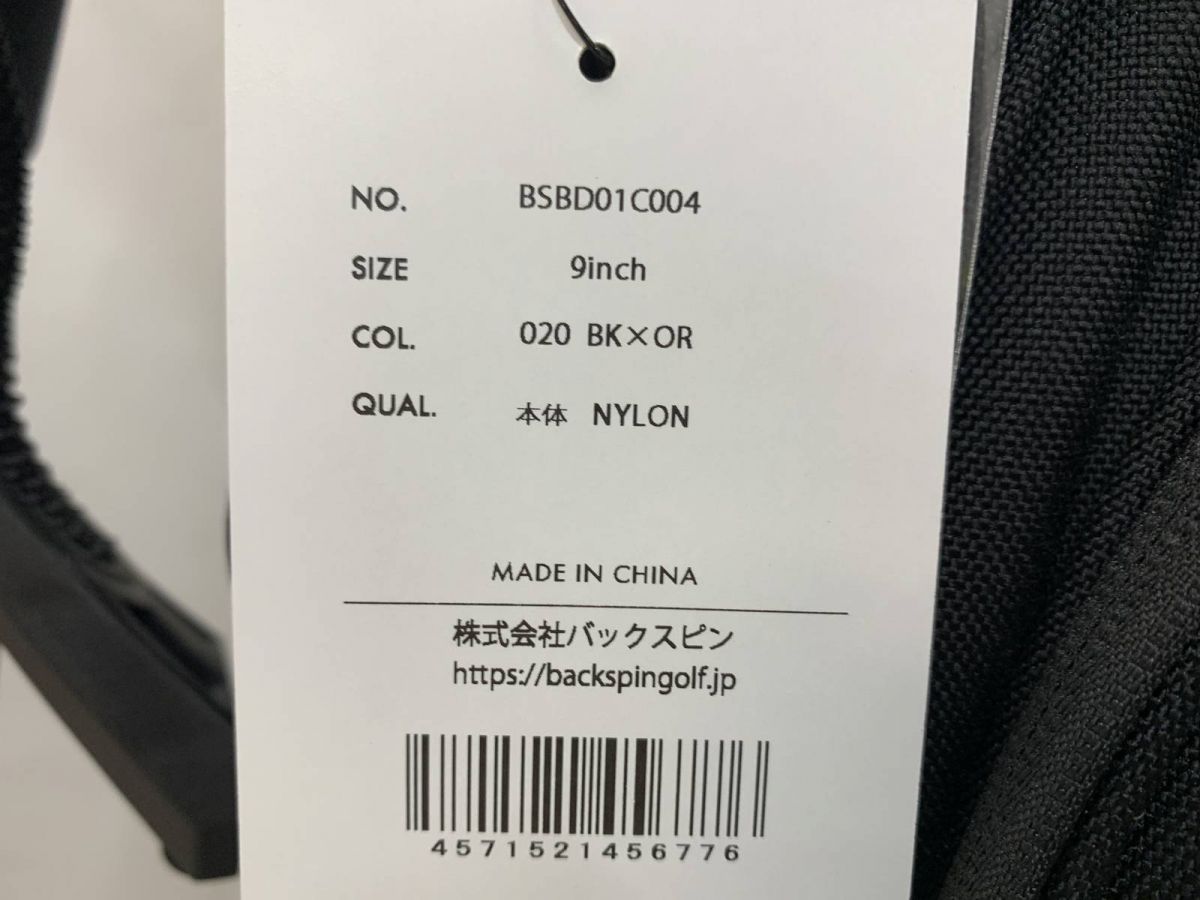 NO. BSBD01C004
SIZE 9inch
COL. 020 BK×OR
QUAL. 本体 NYLON
MADE IN CHINA
株式会社バックスピン
https://backspingolf.jp
4571521456776